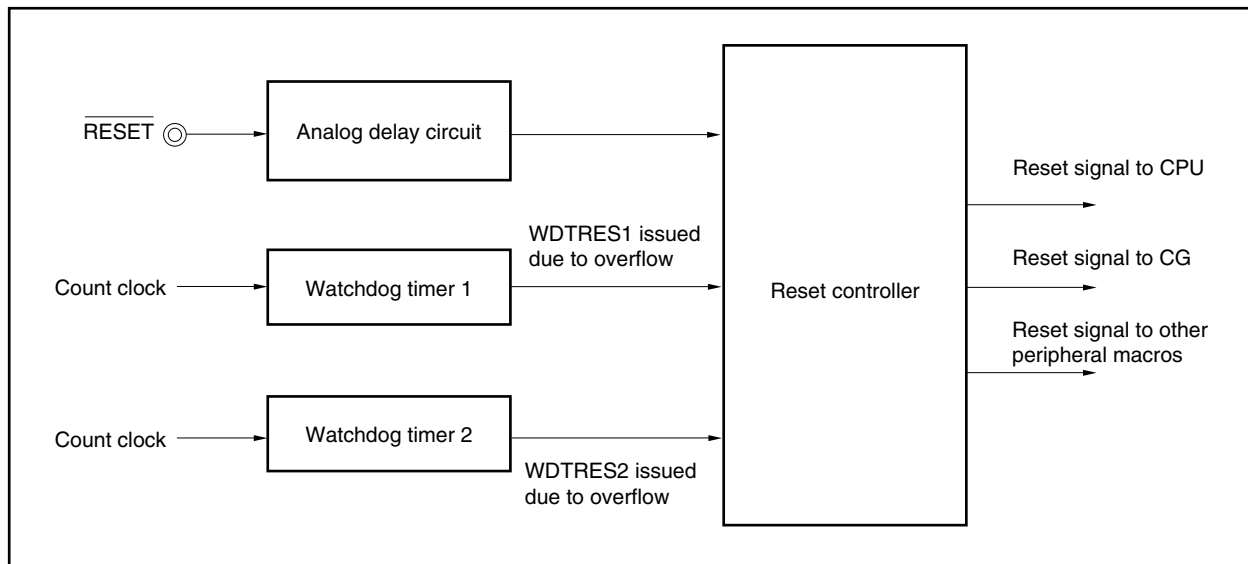 RESET
Analog delay circuit
Reset signal to CPU
WDTRES1 issued
due to overflow
Reset signal to CG
Count clock
Watchdog timer 1
Reset controller
Reset signal to other
peripheral macros
Count clock
Watchdog timer 2
WDTRES2 issued
due to overflow